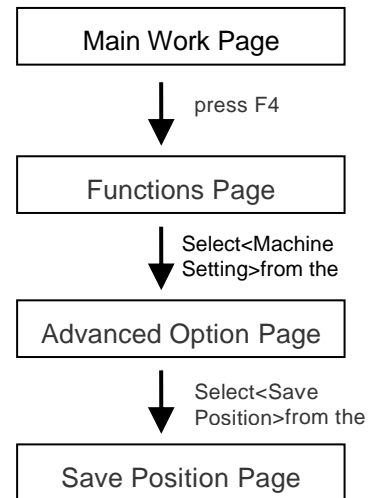 Main Work Page
press F4
Functions Page
Select<Machine
Setting>from the
Advanced Option Page
Select<Save
Position>from the
Save Position Page